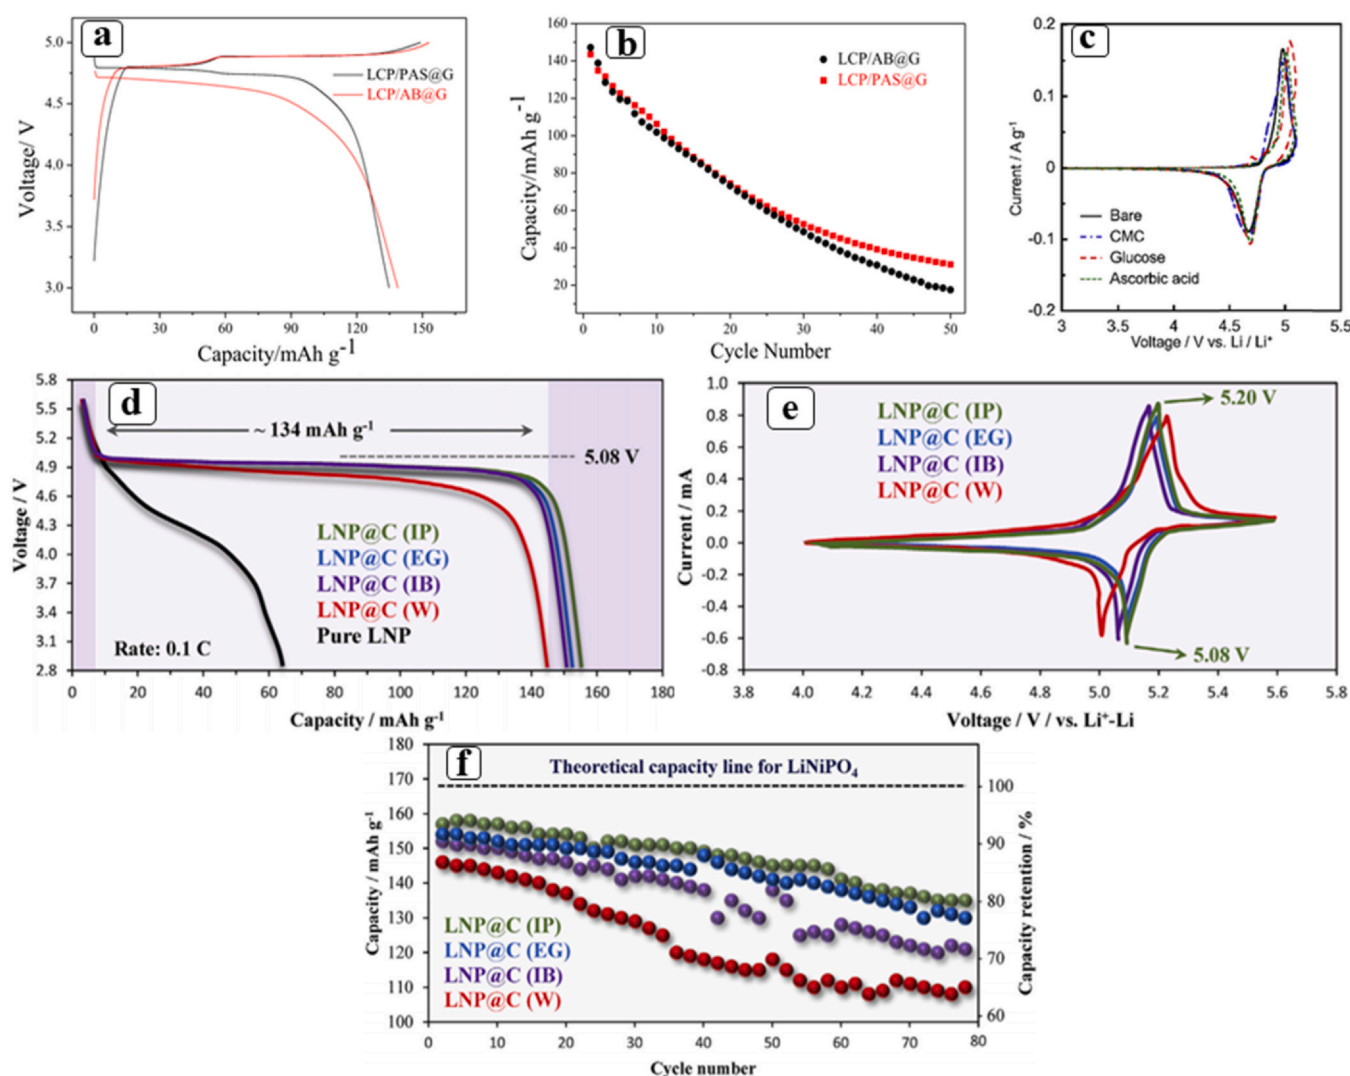 a
Voltage/ V
5.0
4.5
4.0
3.5
3.0
LCP/PAS@G
LCP/AB@G
0 30 60 90 120 150
Capacity/mAh g-1
b
Capacity/mAh g-1
160
140
120
100
80
60
40
20
LCP/AB@G
LCP/PAS@G
0 10 20 30 40 50
Cycle Number
c
Current / A g-1
0.2
0.1
0
-0.1
-0.2
Bare
CMC
Glucose
Ascorbic acid
3 3.5 4 4.5 5 5.5
Voltage / V vs. Li / Li+
d
Voltage / V
5.8
5.5
5.2
4.9
4.6
4.3
4.0
3.7
3.4
3.1
2.8
~ 134 mAh g-1
5.08 V
LNP@C (IP)
LNP@C (EG)
LNP@C (IB)
LNP@C (W)
Pure LNP
Rate: 0.1 C
0 20 40 60 80 100 120 140 160 180
Capacity / mAh g-1
e
Current / mA
1.0
0.8
0.6
0.4
0.2
0.0
-0.2
-0.4
-0.6
-0.8
LNP@C (IP)
LNP@C (EG)
LNP@C (IB)
LNP@C (W)
5.20 V
5.08 V
3.8 4.0 4.2 4.4 4.6 4.8 5.0 5.2 5.4 5.6 5.8
Voltage / V / vs. Li+-Li
f
Capacity / mAh g-1
180
170
160
150
140
130
120
110
100
Theoretical capacity line for LiNiPO4
LNP@C (IP)
LNP@C (EG)
LNP@C (IB)
LNP@C (W)
100
90
80
70
60
Capacity retention / %
0 10 20 30 40 50 60 70 80
Cycle number